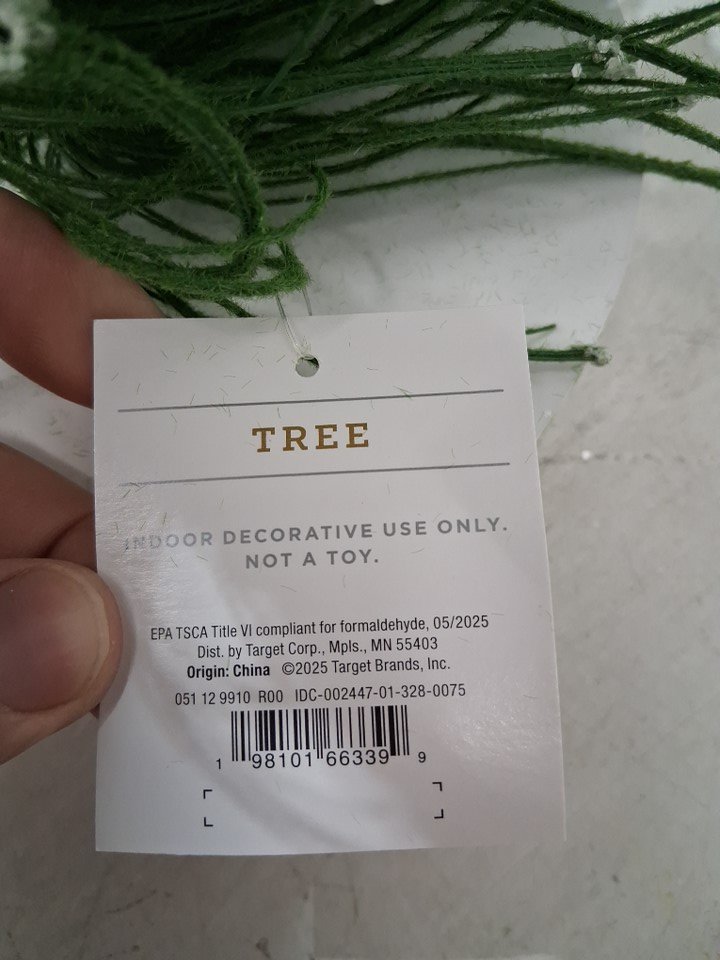 TREE
INDOOR DECORATIVE USE ONLY.
NOT A TOY.
EPA TSCA Title VI compliant for formaldehyde, 05/2025
Dist. by Target Corp., Mpls., MN 55403
Origin: China ©2025 Target Brands, Inc.
051 12 9910 R00 IDC-002447-01-328-0075
1 98101 66339 9